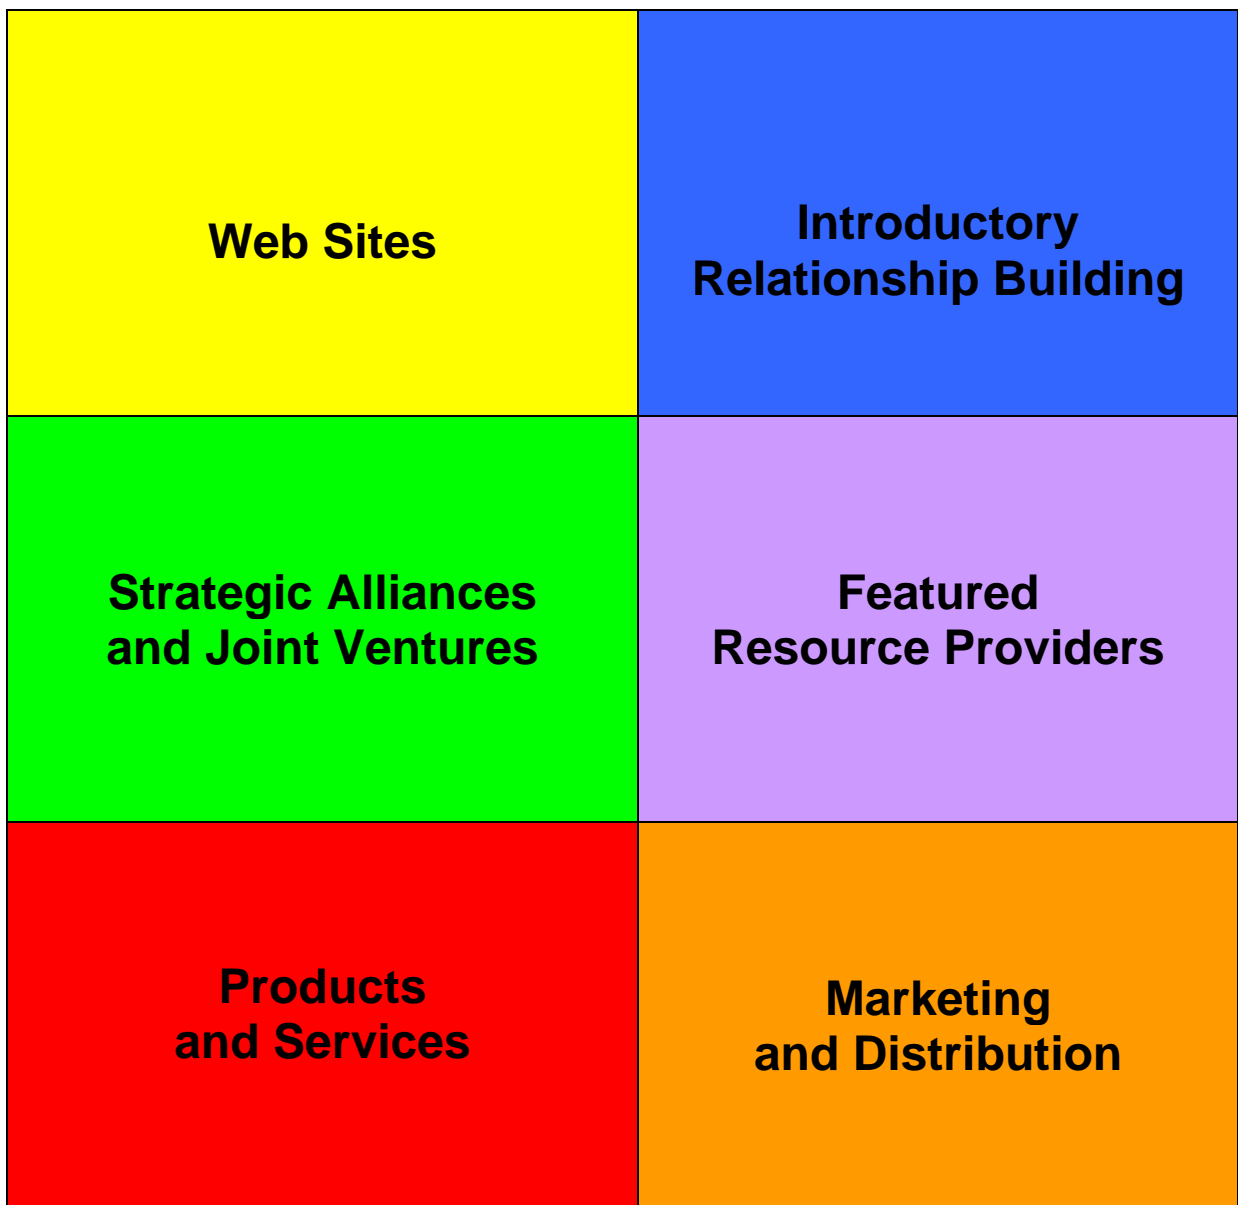 Web Sites
Introductory
Relationship Building
Strategic Alliances
and Joint Ventures
Featured
Resource Providers
Products
and Services
Marketing
and Distribution